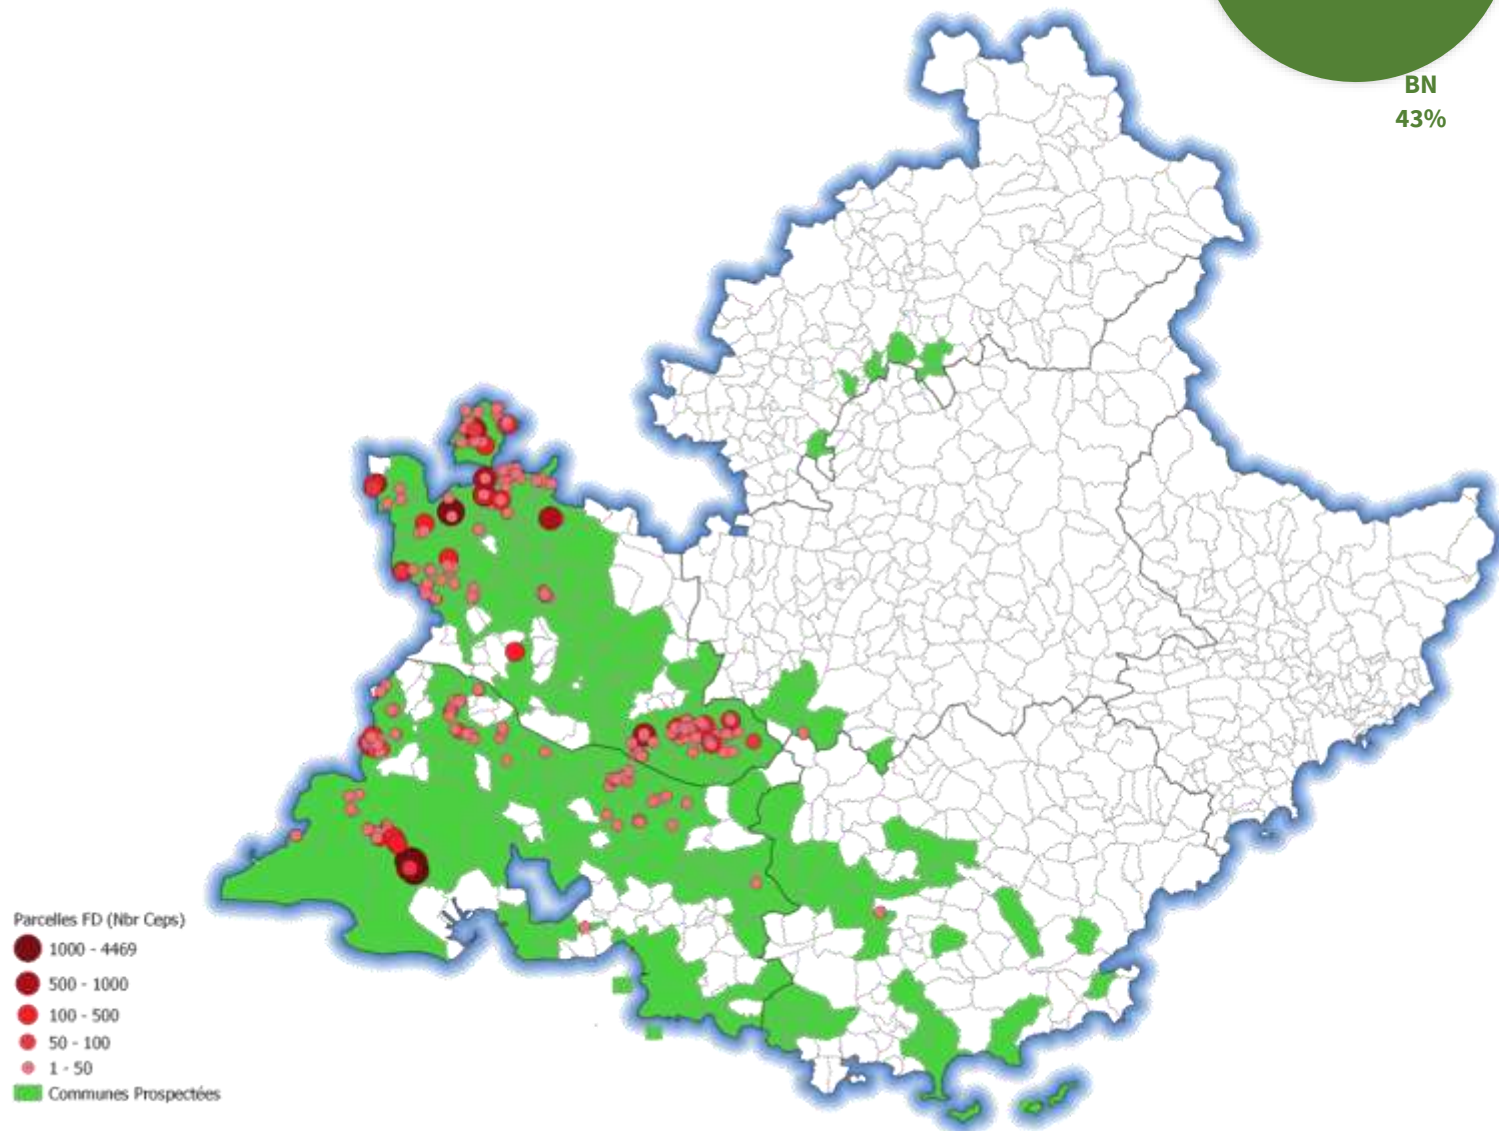 BN
43%
Parcelles FD (Nbr Ceps)
1000 - 4469
500 - 1000
100 - 500
50 - 100
1 - 50
Communes Prospectées